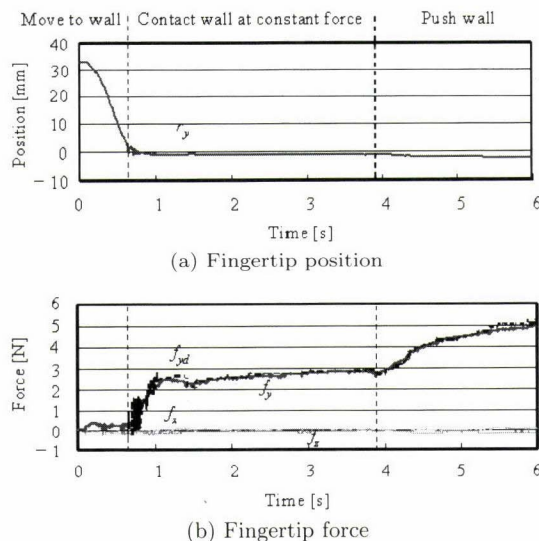 Move to wall Contact wall at constant force Push wall
Position [mm]
40
30
20
10
0
−10
r_y
0 1 2 3 4 5 6
Time [s]
(a) Fingertip position
Force [N]
6
5
4
3
2
1
0
−1
f_yd
f_y
f_x
f_z
0 1 2 3 4 5 6
Time [s]
(b) Fingertip force